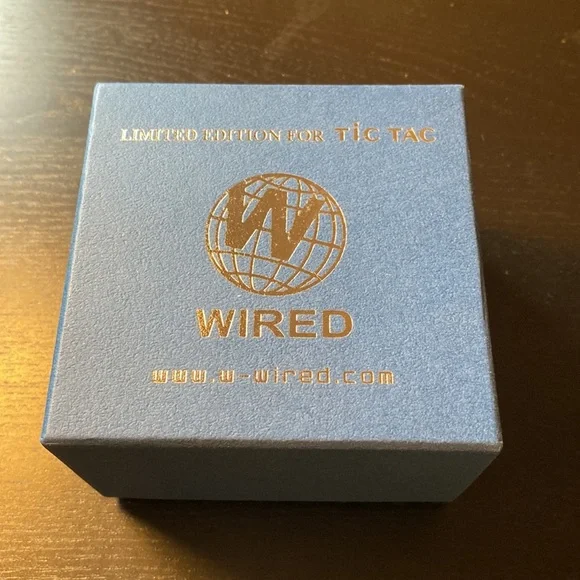 LIMITED EDITION FOR TiC TAC
W
WIRED
www.w-wired.com